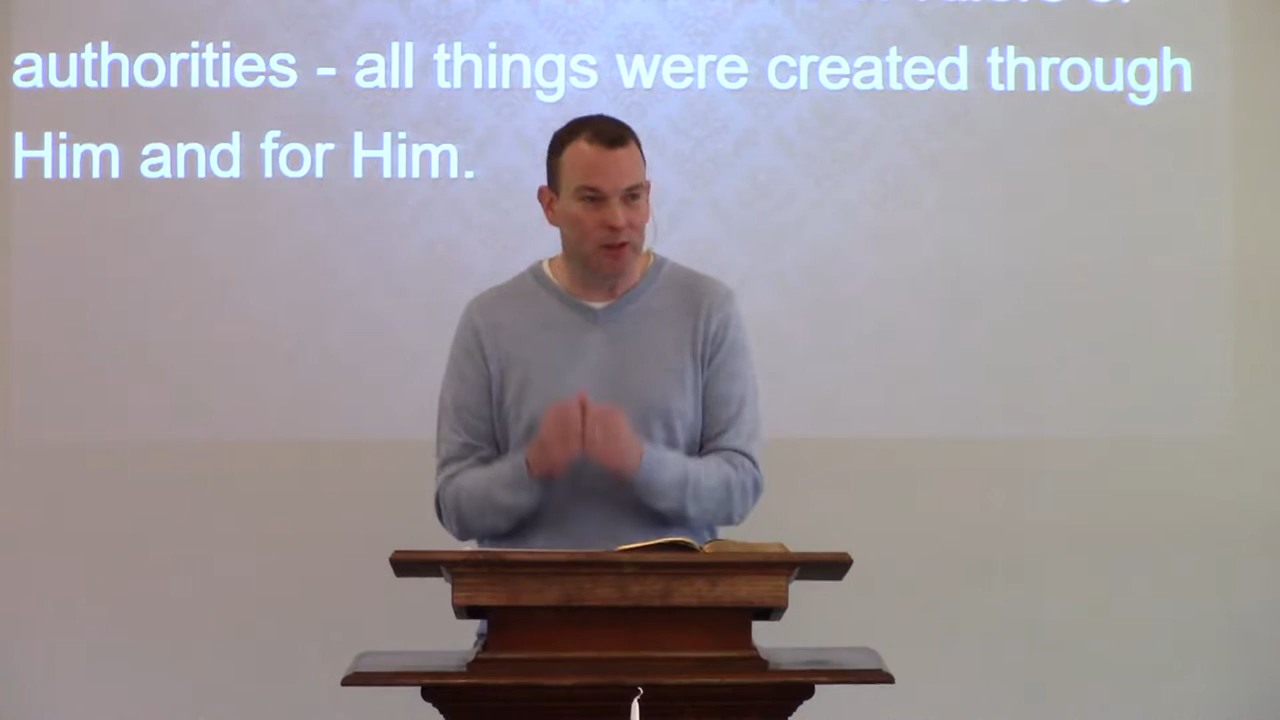 authorities - all things were created through
Him and for Him.